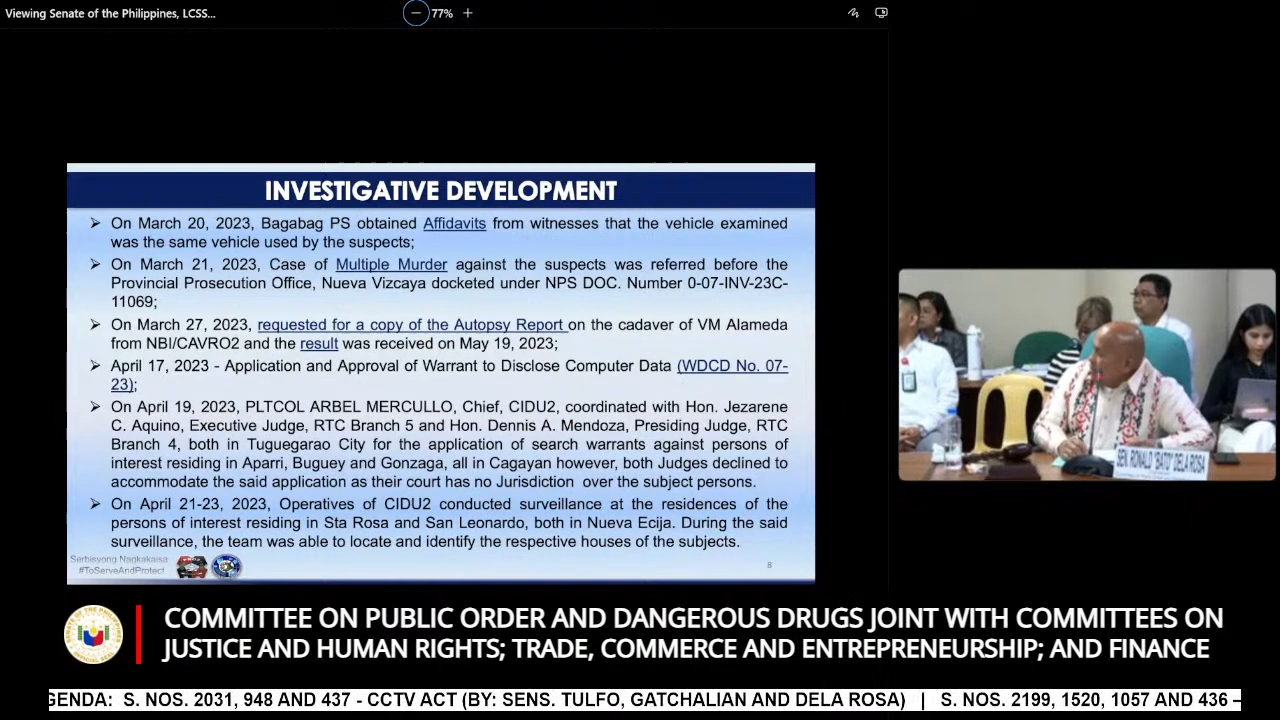 Viewing Senate of the Philippines, LCSS...
77%
INVESTIGATIVE DEVELOPMENT
➢ On March 20, 2023, Bagabag PS obtained Affidavits from witnesses that the vehicle examined
was the same vehicle used by the suspects;
➢ On March 21, 2023, Case of Multiple Murder against the suspects was referred before the
Provincial Prosecution Office, Nueva Vizcaya docketed under NPS DOC. Number 0-07-INV-23C-
11069;
➢ On March 27, 2023, requested for a copy of the Autopsy Report on the cadaver of VM Alameda
from NBI/CAVRO2 and the result was received on May 19, 2023;
➢ April 17, 2023 - Application and Approval of Warrant to Disclose Computer Data (WDCD No. 07-
23);
➢ On April 19, 2023, PLTCOL ARBEL MERCULLO, Chief, CIDU2, coordinated with Hon. Jezarene
C. Aquino, Executive Judge, RTC Branch 5 and Hon. Dennis A. Mendoza, Presiding Judge, RTC
Branch 4, both in Tuguegarao City for the application of search warrants against persons of
interest residing in Aparri, Buguey and Gonzaga, all in Cagayan however, both Judges declined to
accommodate the said application as their court has no Jurisdiction over the subject persons.
➢ On April 21-23, 2023, Operatives of CIDU2 conducted surveillance at the residences of the
persons of interest residing in Sta Rosa and San Leonardo, both in Nueva Ecija. During the said
surveillance, the team was able to locate and identify the respective houses of the subjects.
Serbisyong Nagkakaisa
#ToServeAndProtect
8
SEN. RONALD "BATO" DELA ROSA
COMMITTEE ON PUBLIC ORDER AND DANGEROUS DRUGS JOINT WITH COMMITTEES ON
JUSTICE AND HUMAN RIGHTS; TRADE, COMMERCE AND ENTREPRENEURSHIP; AND FINANCE
GENDA: S. NOS. 2031, 948 AND 437 - CCTV ACT (BY: SENS. TULFO, GATCHALIAN AND DELA ROSA) | S. NOS. 2199, 1520, 1057 AND 436 –